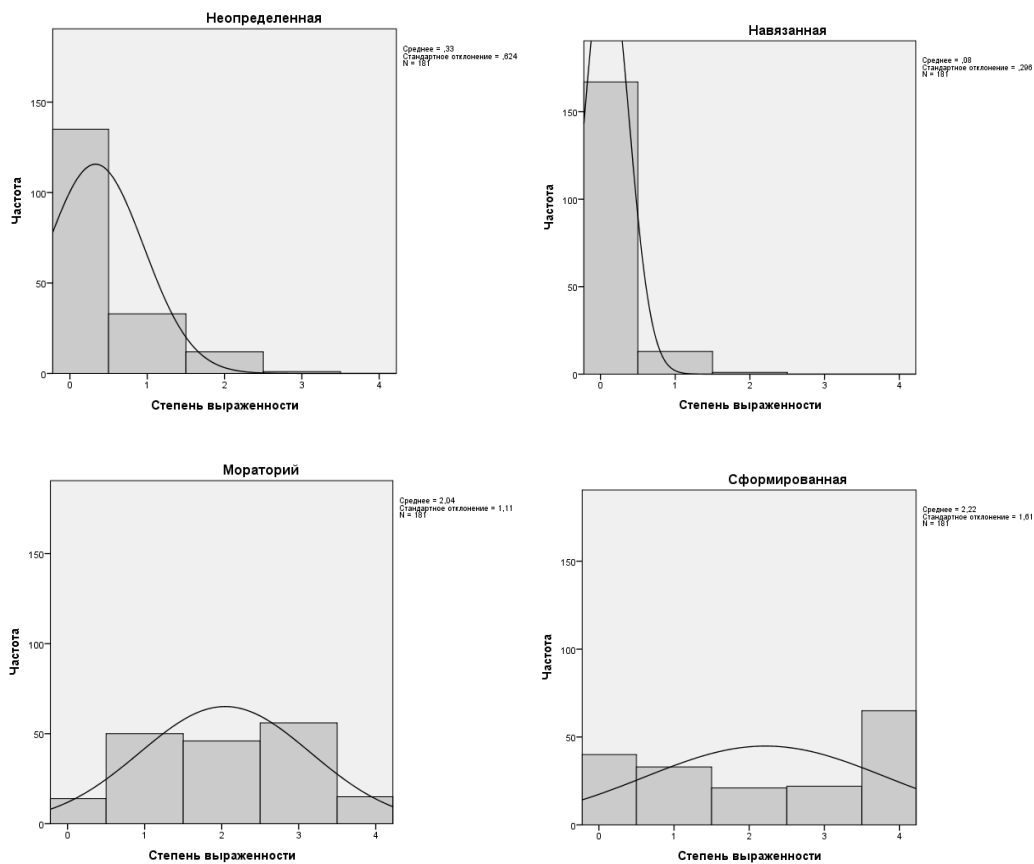 Неопределенная
Среднее = ,33
Стандартное отклонение = ,624
N = 181
Частота
150
100
50
0
0 1 2 3 4
Степень выраженности
Навязанная
Среднее = ,08
Стандартное отклонение = ,296
N = 181
Частота
150
100
50
0
0 1 2 3 4
Степень выраженности
Мораторий
Среднее = 2,04
Стандартное отклонение = 1,11
N = 181
Частота
150
100
50
0
0 1 2 3 4
Степень выраженности
Сформированная
Среднее = 2,22
Стандартное отклонение = 1,61
N = 181
Частота
150
100
50
0
0 1 2 3 4
Степень выраженности